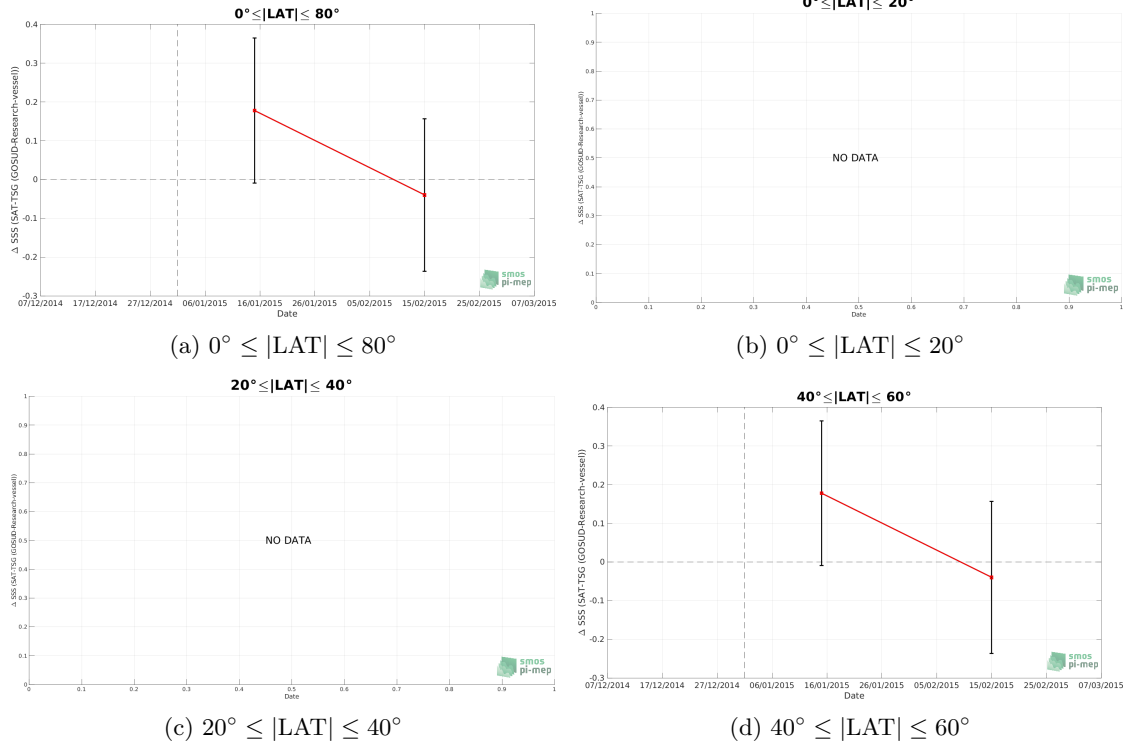 0°≤|LAT|≤ 80°
0.4
0.3
0.2
0.1
0
-0.1
-0.2
-0.3
Δ SSS (SAT-TSG (GOSUD-Research-vessel))
07/12/2014 17/12/2014 27/12/2014 06/01/2015 16/01/2015 26/01/2015 05/02/2015 15/02/2015 25/02/2015 07/03/2015
Date
smos
pi-mep
(a) 0° ≤ |LAT| ≤ 80°
0°≤|LAT|≤ 20°
1
0.9
0.8
0.7
0.6
0.5
0.4
0.3
0.2
0.1
0
Δ SSS (SAT-TSG (GOSUD-Research-vessel))
NO DATA
0 0.1 0.2 0.3 0.4 0.5 0.6 0.7 0.8 0.9 1
Date
smos
pi-mep
(b) 0° ≤ |LAT| ≤ 20°
20°≤|LAT|≤ 40°
1
0.9
0.8
0.7
0.6
0.5
0.4
0.3
0.2
0.1
0
Δ SSS (SAT-TSG (GOSUD-Research-vessel))
NO DATA
0 0.1 0.2 0.3 0.4 0.5 0.6 0.7 0.8 0.9 1
Date
smos
pi-mep
(c) 20° ≤ |LAT| ≤ 40°
40°≤|LAT|≤ 60°
0.4
0.3
0.2
0.1
0
-0.1
-0.2
-0.3
Δ SSS (SAT-TSG (GOSUD-Research-vessel))
07/12/2014 17/12/2014 27/12/2014 06/01/2015 16/01/2015 26/01/2015 05/02/2015 15/02/2015 25/02/2015 07/03/2015
Date
smos
pi-mep
(d) 40° ≤ |LAT| ≤ 60°